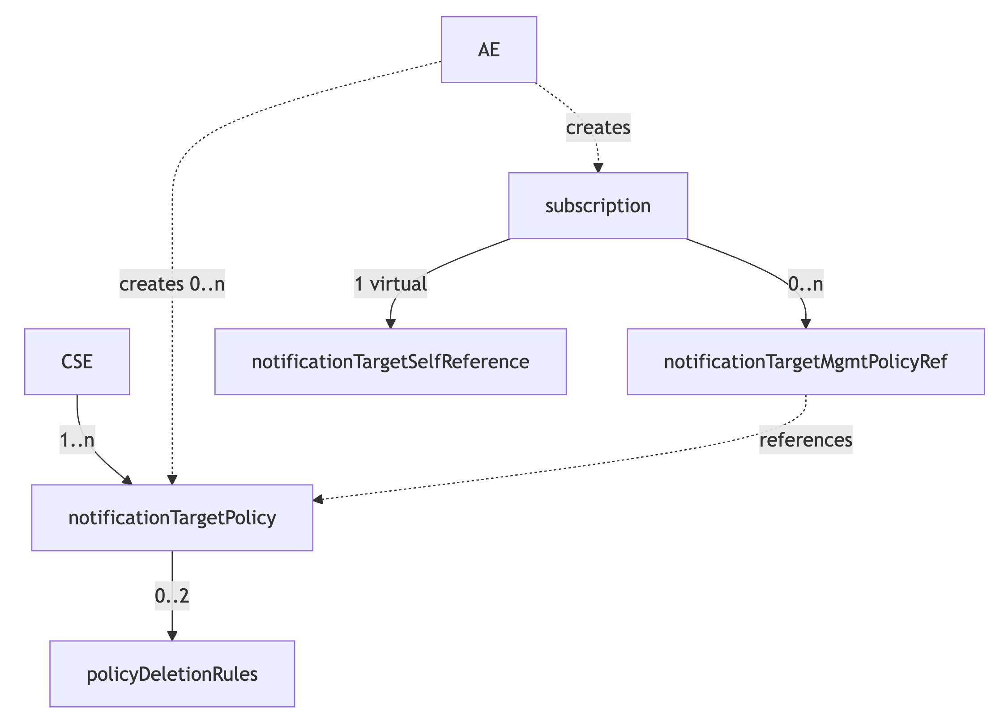 AE
creates
subscription
creates 0..n
1 virtual
0..n
CSE
notificationTargetSelfReference
notificationTargetMgmtPolicyRef
1..n
references
notificationTargetPolicy
0..2
policyDeletionRules